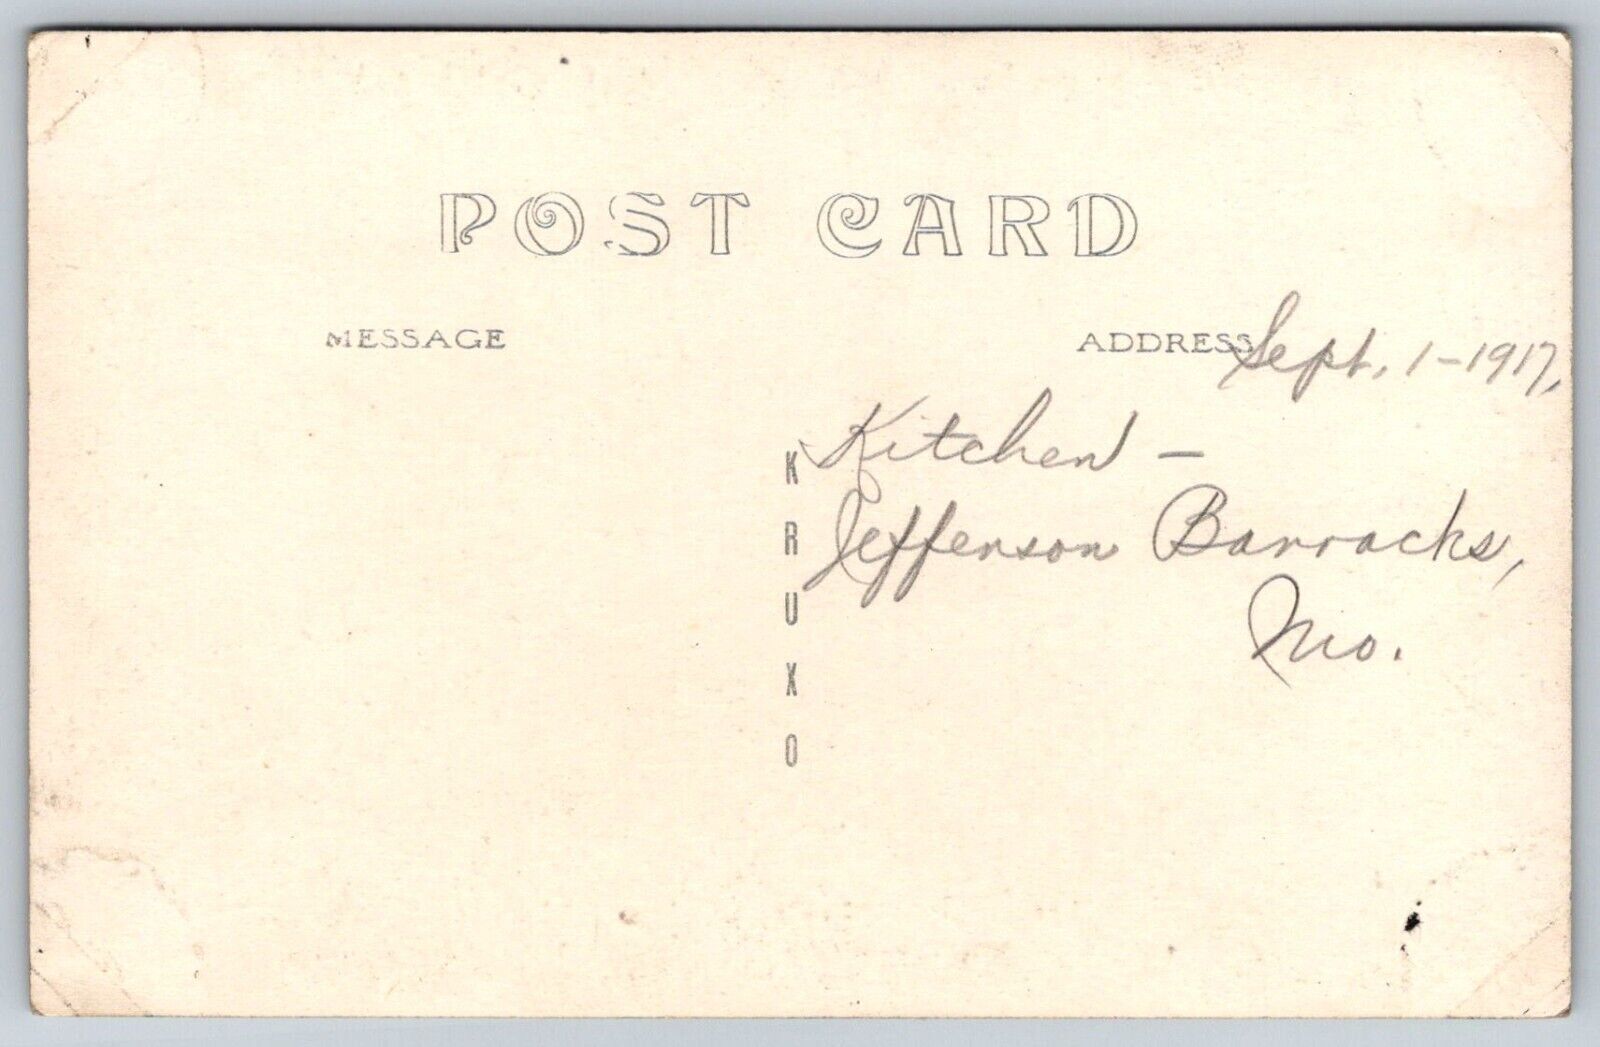 POST CARD
MESSAGE
ADDRESS
Sept. 1-1917,
Kitchen —
Jefferson Barracks,
Mo.
KRUXO